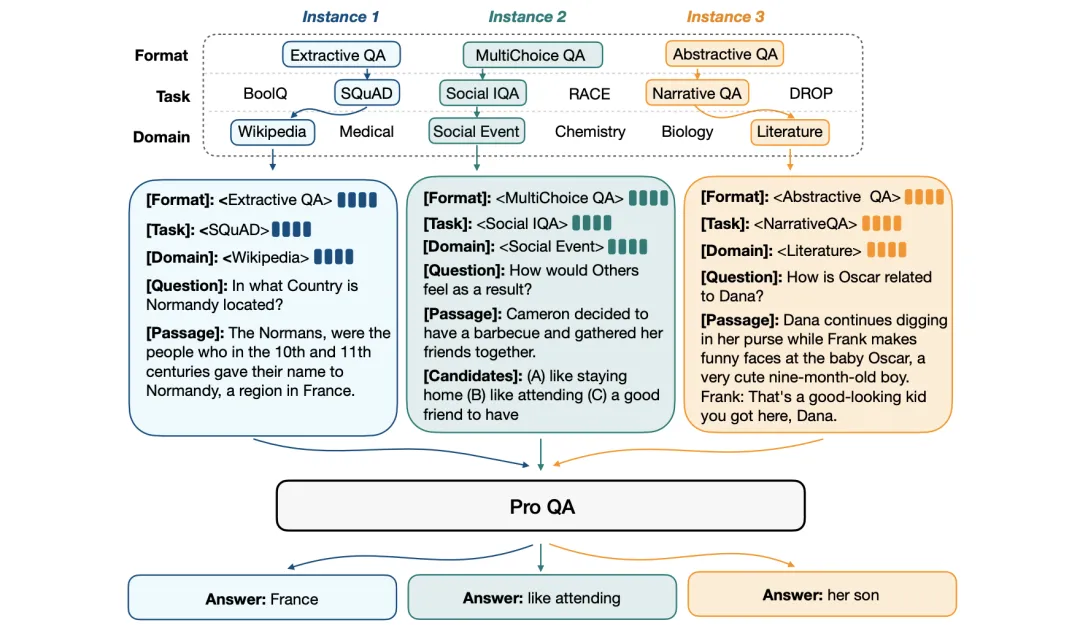 Instance 1 Instance 2 Instance 3
Format Extractive QA MultiChoice QA Abstractive QA
Task BoolQ SQuAD Social IQA RACE Narrative QA DROP
Domain Wikipedia Medical Social Event Chemistry Biology Literature
[Format]: <Extractive QA>
[Task]: <SQuAD>
[Domain]: <Wikipedia>
[Question]: In what Country is
Normandy located?
[Passage]: The Normans, were the
people who in the 10th and 11th
centuries gave their name to
Normandy, a region in France.
[Format]: <MultiChoice QA>
[Task]: <Social IQA>
[Domain]: <Social Event>
[Question]: How would Others
feel as a result?
[Passage]: Cameron decided to
have a barbecue and gathered her
friends together.
[Candidates]: (A) like staying
home (B) like attending (C) a good
friend to have
[Format]: <Abstractive QA>
[Task]: <NarrativeQA>
[Domain]: <Literature>
[Question]: How is Oscar related
to Dana?
[Passage]: Dana continues digging
in her purse while Frank makes
funny faces at the baby Oscar, a
very cute nine-month-old boy.
Frank: That's a good-looking kid
you got here, Dana.
Pro QA
Answer: France
Answer: like attending
Answer: her son